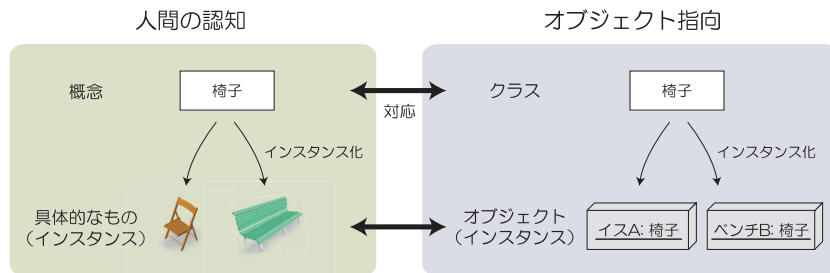 人間の認知
オブジェクト指向
概念
椅子
対応
クラス
椅子
インスタンス化
インスタンス化
具体的なもの
（インスタンス）
オブジェクト
（インスタンス）
イスA: 椅子
ベンチB: 椅子